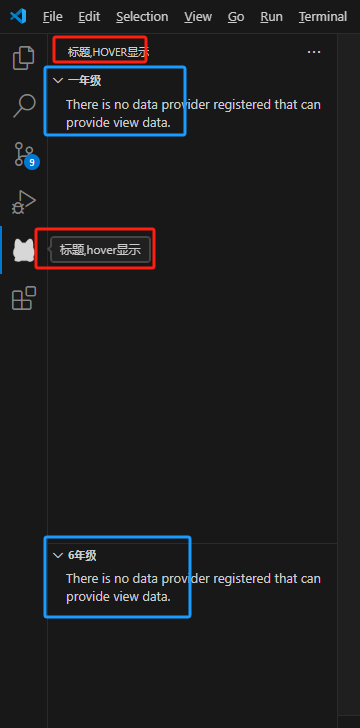 File Edit Selection View Go Run Terminal
标题,HOVER显示 ...
一年级
There is no data provider registered that can
provide view data.
9
标题,hover显示
6年级
There is no data provider registered that can
provide view data.